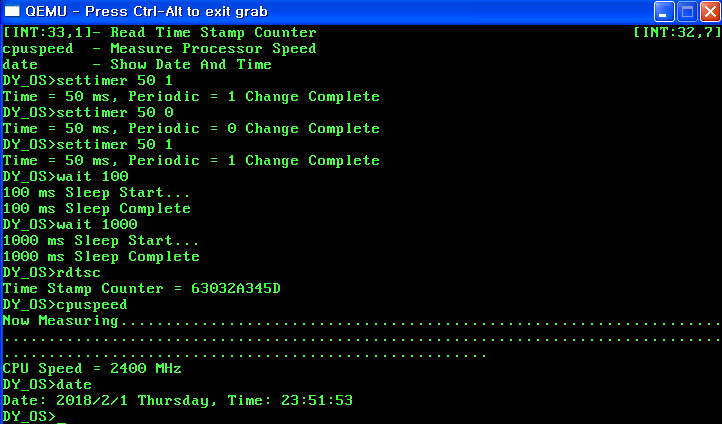 QEMU - Press Ctrl-Alt to exit grab
[INT:33,1]- Read Time Stamp Counter [INT:32,7]
cpuspeed - Measure Processor Speed
date - Show Date And Time
DY_OS>settimer 50 1
Time = 50 ms, Periodic = 1 Change Complete
DY_OS>settimer 50 0
Time = 50 ms, Periodic = 0 Change Complete
DY_OS>settimer 50 1
Time = 50 ms, Periodic = 1 Change Complete
DY_OS>wait 100
100 ms Sleep Start...
100 ms Sleep Complete
DY_OS>wait 1000
1000 ms Sleep Start...
1000 ms Sleep Complete
DY_OS>rdtsc
Time Stamp Counter = 63032A345D
DY_OS>cpuspeed
Now Measuring...................................................................
................................................................................
......................................................
CPU Speed = 2400 MHz
DY_OS>date
Date: 2018/2/1 Thursday, Time: 23:51:53
DY_OS>_